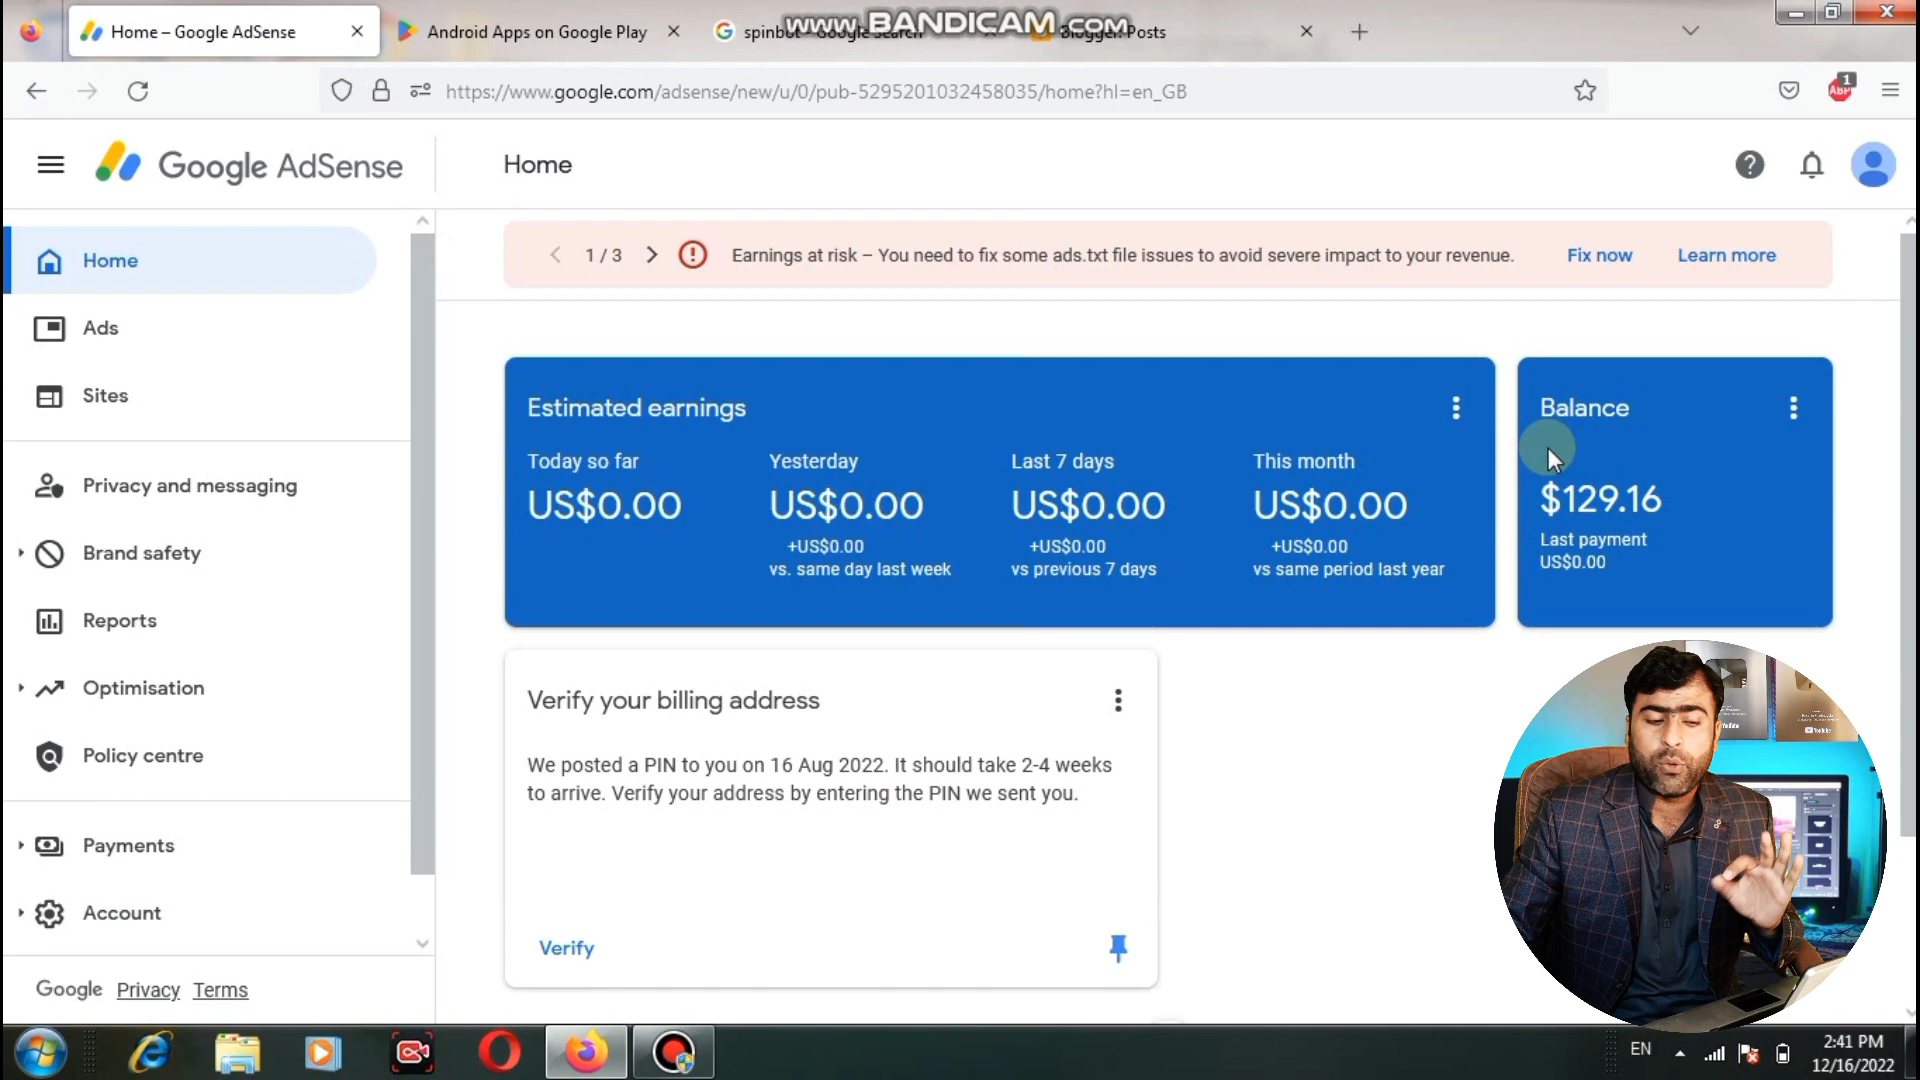 www.BANDICAM.com
Home – Google AdSense
Android Apps on Google Play
spinbot - Google Search
Blogger: Posts
https://www.google.com/adsense/new/u/0/pub-5295201032458035/home?hl=en_GB
ABP
1
Google AdSense
Home
Home
Ads
Sites
Privacy and messaging
Brand safety
Reports
Optimisation
Policy centre
Payments
Account
Google Privacy Terms
1 / 3
Earnings at risk – You need to fix some ads.txt file issues to avoid severe impact to your revenue.
Fix now
Learn more
Estimated earnings
Today so far
US$0.00
Yesterday
US$0.00
+US$0.00
vs. same day last week
Last 7 days
US$0.00
+US$0.00
vs previous 7 days
This month
US$0.00
+US$0.00
vs same period last year
Balance
$129.16
Last payment
US$0.00
Verify your billing address
We posted a PIN to you on 16 Aug 2022. It should take 2-4 weeks
to arrive. Verify your address by entering the PIN we sent you.
Verify
YouTube
EN
2:41 PM
12/16/2022